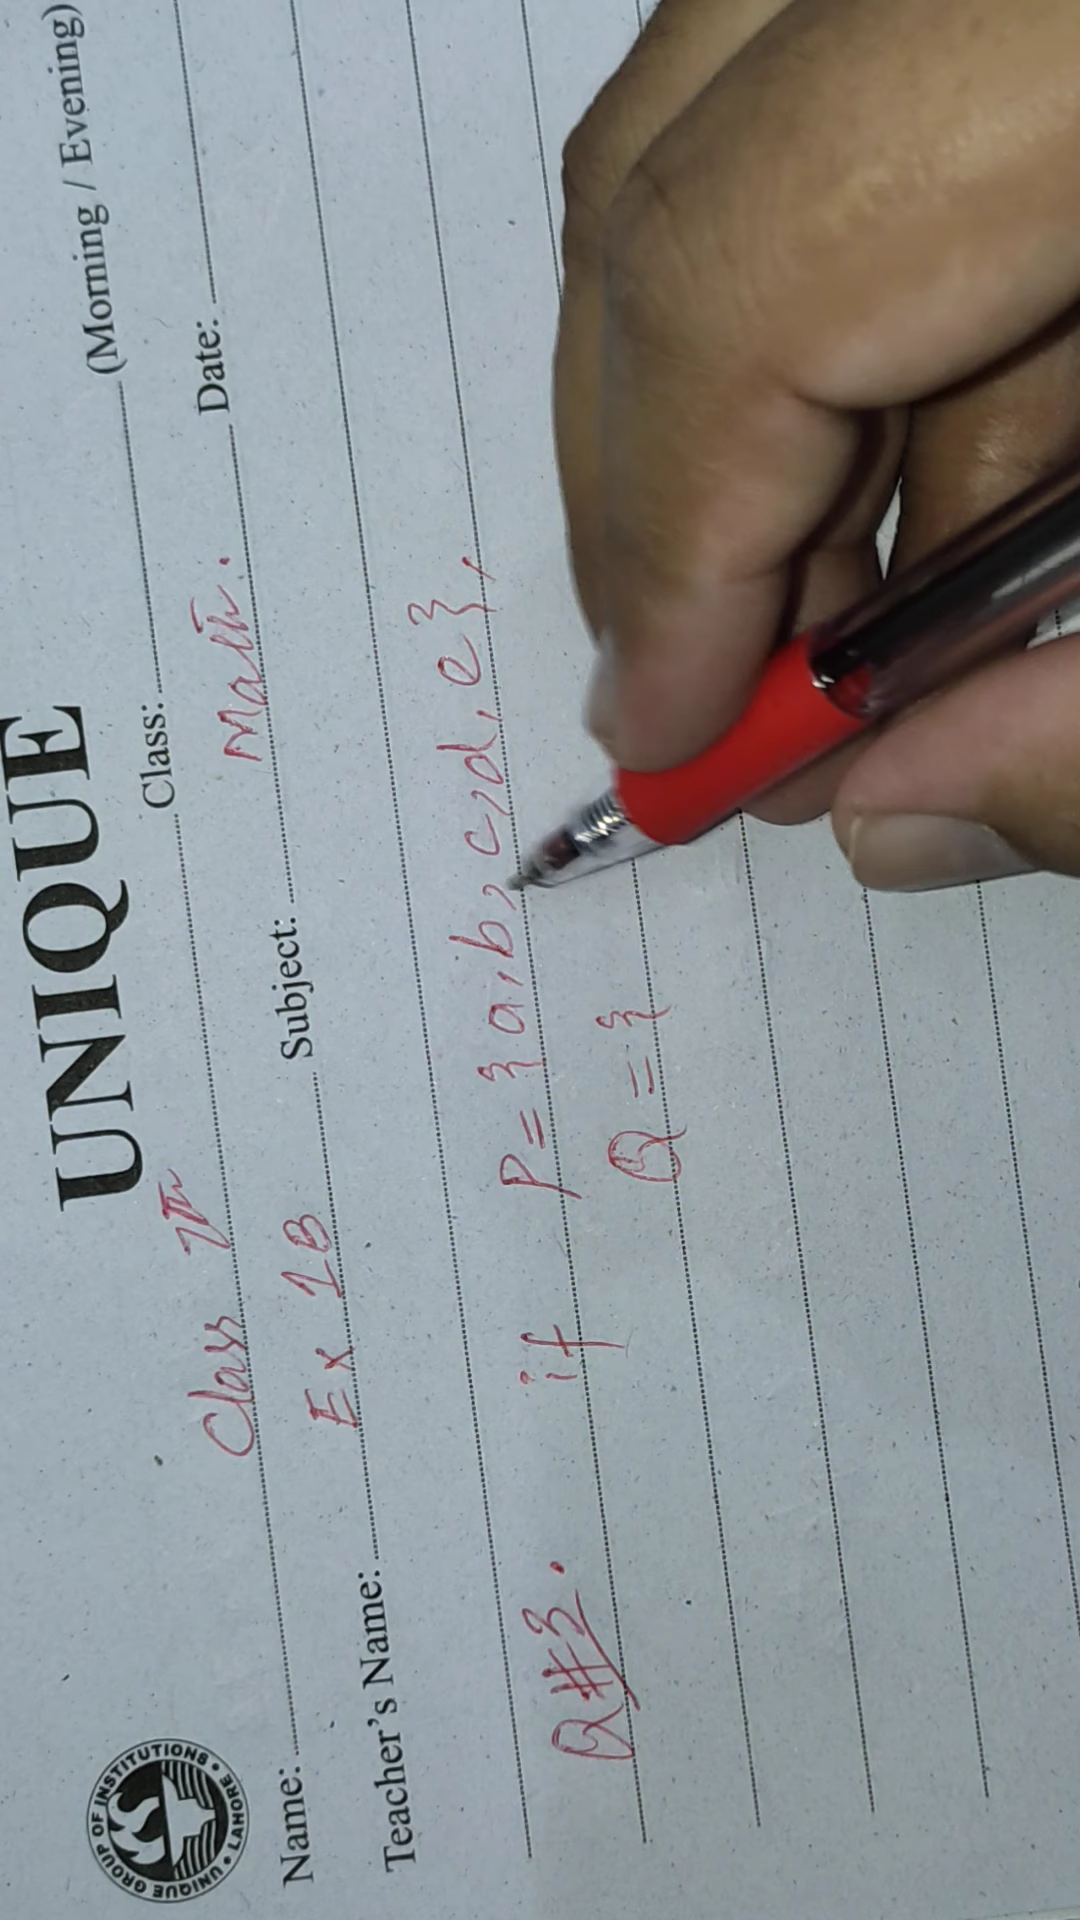 UNIQUE
UNIQUE GROUP OF INSTITUTIONS • LAHORE •
Name: Class 7th Class: (Morning / Evening)
Teacher's Name: Ex 1B Subject: Math. Date:
Q#3. if P = { a, b, c, d, e },
Q = {